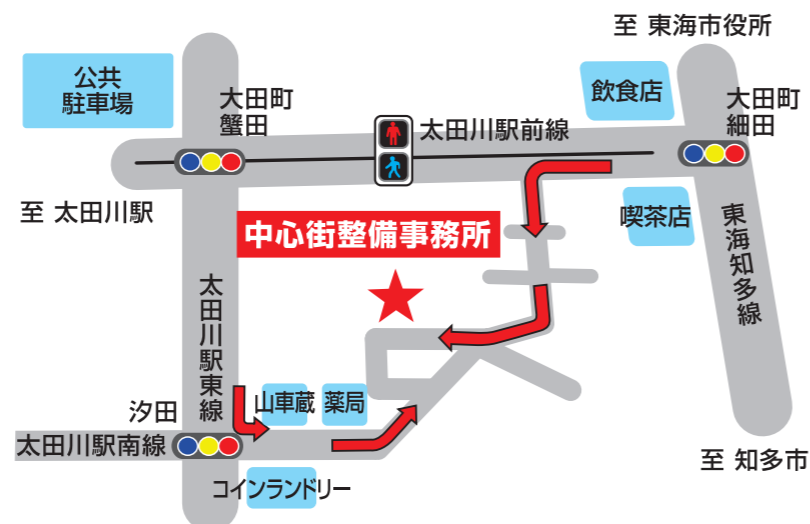 至 東海市役所
公共
駐車場
大田町
蟹田
太田川駅前線
飲食店
大田町
細田
至 太田川駅
中心街整備事務所
喫茶店
東海知多線
太田川駅東線
汐田
山車蔵
薬局
太田川駅南線
至 知多市
コインランドリー